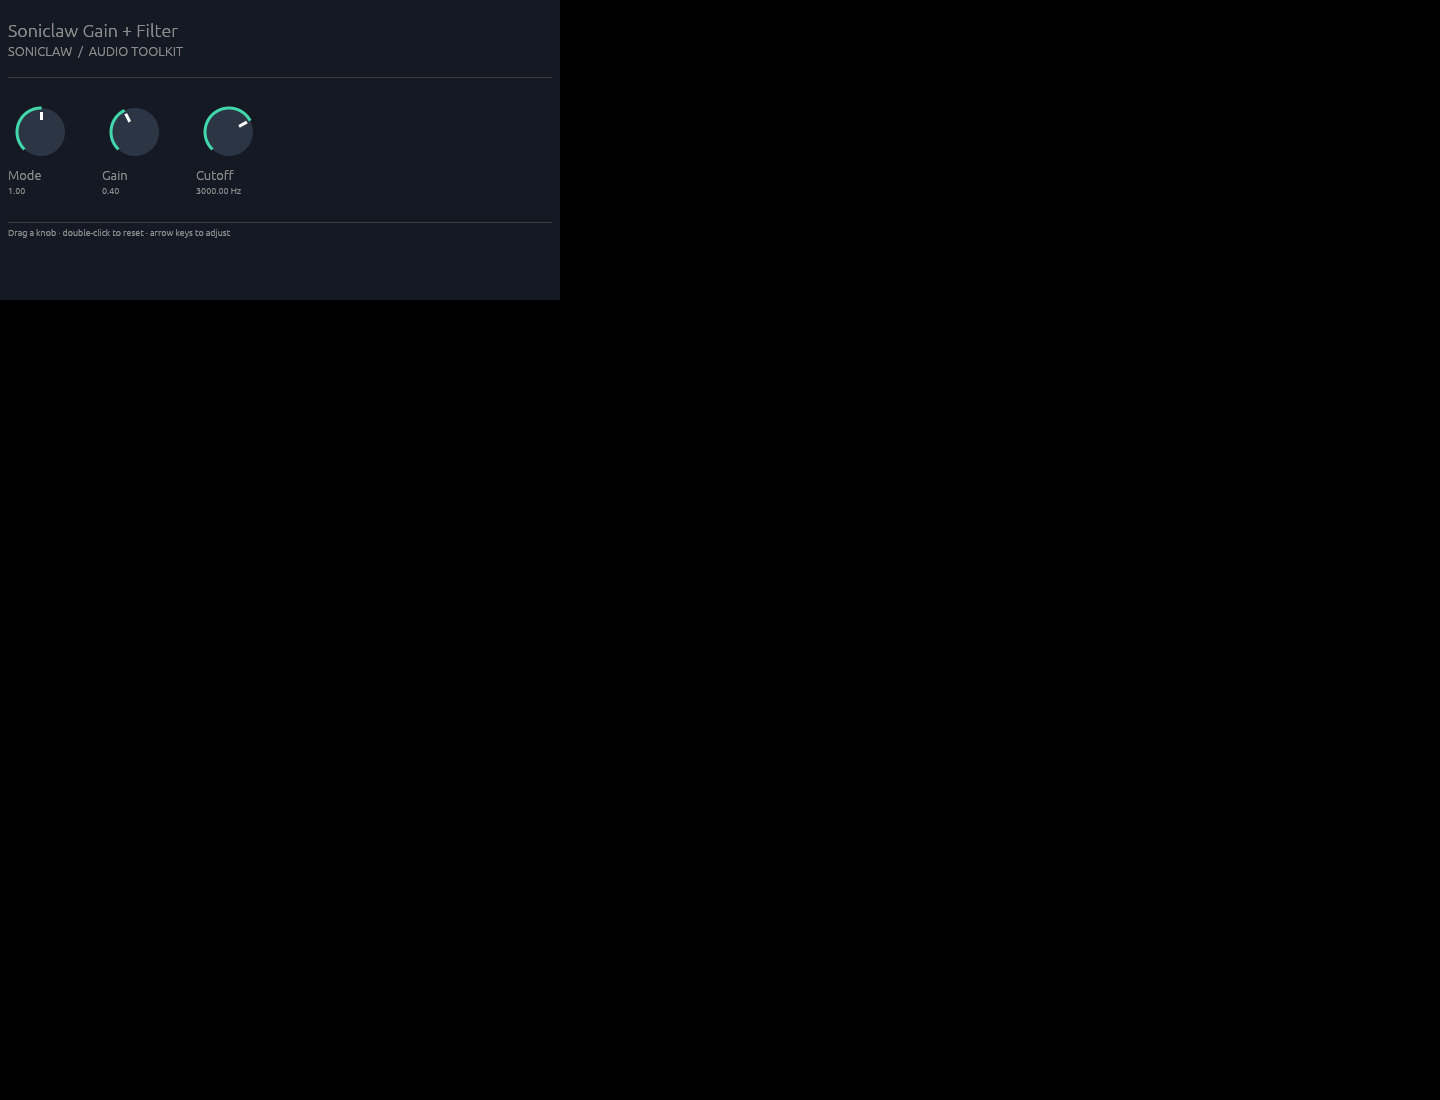 Soniclaw Gain + Filter
SONICLAW / AUDIO TOOLKIT
Mode
1.00
Gain
0.40
Cutoff
3000.00 Hz
Drag a knob · double-click to reset · arrow keys to adjust